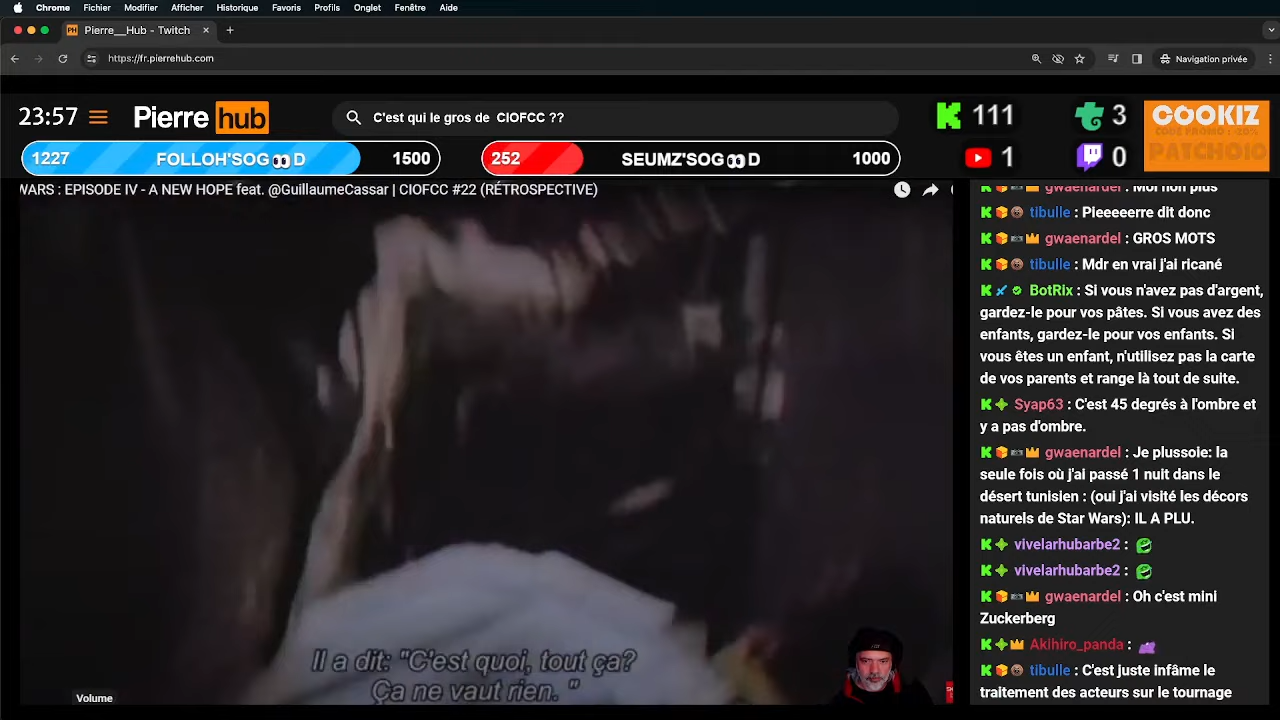 Chrome Fichier Modifier Afficher Historique Favoris Profils Onglet Fenêtre Aide
PH Pierre__Hub - Twitch
https://fr.pierrehub.com
Navigation privée
23:57 Pierre hub
C'est qui le gros de CIOFCC ??
111
3
1
0
COOKIZ
CODE PROMO : -20%
PATCHO10
1227 FOLLOH'SOG👀D 1500
252 SEUMZ'SOG👀D 1000
WARS : EPISODE IV - A NEW HOPE feat. @GuillaumeCassar | CIOFCC #22 (RÉTROSPECTIVE)
Il a dit: "C'est quoi, tout ça?
Ça ne vaut rien. "
Volume
gwaenardel : Moi non plus
tibulle : Pieeeeerre dit donc
gwaenardel : GROS MOTS
tibulle : Mdr en vrai j'ai ricané
BotRix : Si vous n'avez pas d'argent,
gardez-le pour vos pâtes. Si vous avez des
enfants, gardez-le pour vos enfants. Si
vous êtes un enfant, n'utilisez pas la carte
de vos parents et range là tout de suite.
Syap63 : C'est 45 degrés à l'ombre et
y a pas d'ombre.
gwaenardel : Je plussoie: la
seule fois où j'ai passé 1 nuit dans le
désert tunisien : (oui j'ai visité les décors
naturels de Star Wars): IL A PLU.
vivelarhubarbe2 :
vivelarhubarbe2 :
gwaenardel : Oh c'est mini
Zuckerberg
Akihiro_panda :
tibulle : C'est juste infâme le
traitement des acteurs sur le tournage